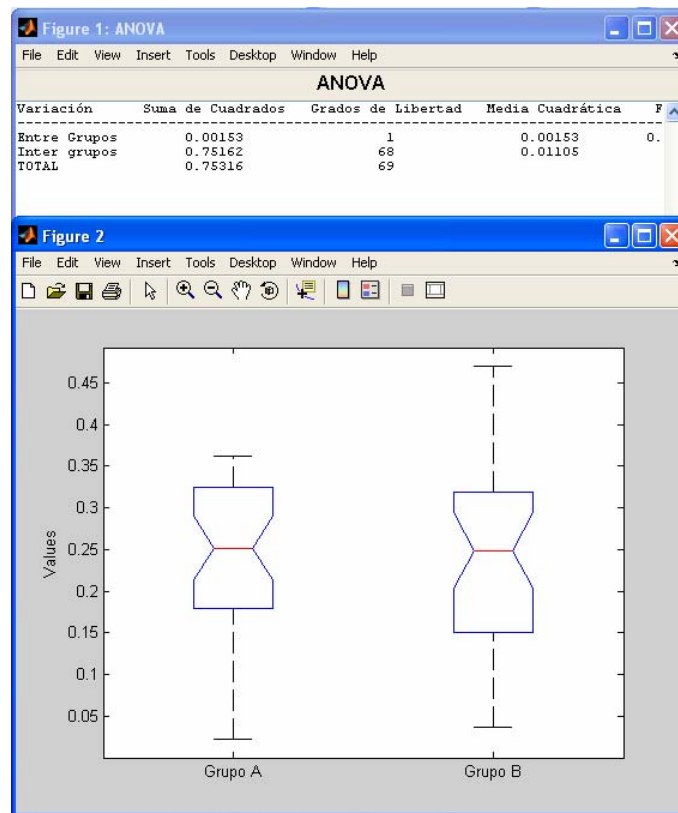 Figure 1: ANOVA
File Edit View Insert Tools Desktop Window Help
ANOVA
Variación Suma de Cuadrados Grados de Libertad Media Cuadrática F
Entre Grupos 0.00153 1 0.00153 0.
Inter grupos 0.75162 68 0.01105
TOTAL 0.75316 69
Figure 2
File Edit View Insert Tools Desktop Window Help
0.45
0.4
0.35
0.3
0.25
0.2
0.15
0.1
0.05
Values
Grupo A Grupo B